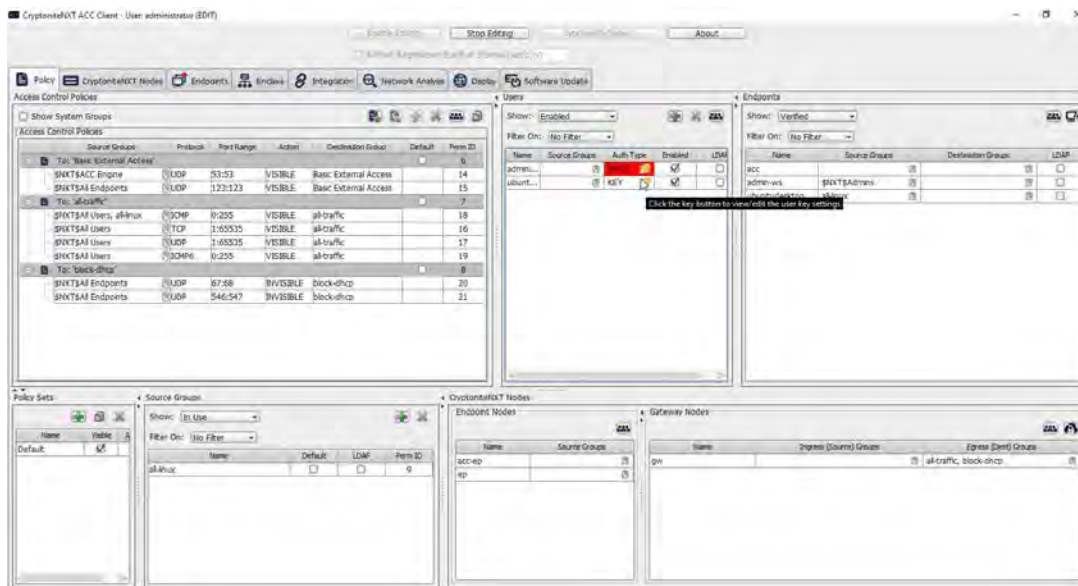 CryptoniteNXT ACC Client - User administrator (EDIT)
Stop Editing
About
Policy CryptoniteNXT Nodes Endpoints Enclave Integration Network Analysis Display Software Update
Access Control Policies
Show System Groups
Access Control Policies
Source Groups Protocol Port Range Action Destination Group Default Perm ID
To: 'Basic External Access' 6
$NXT$ACC Engine UDP 53:53 VISIBLE Basic External Access 14
$NXT$All Endpoints UDP 123:123 VISIBLE Basic External Access 15
To: 'all-traffic' 7
$NXT$All Users, all-linux ICMP 0:255 VISIBLE all-traffic 18
$NXT$All Users TCP 1:65535 VISIBLE all-traffic 16
$NXT$All Users UDP 1:65535 VISIBLE all-traffic 17
$NXT$All Users ICMP6 0:255 VISIBLE all-traffic 19
To: 'block-dhcp' 8
$NXT$All Endpoints UDP 67:68 INVISIBLE block-dhcp 20
$NXT$All Endpoints UDP 546:547 INVISIBLE block-dhcp 21
Users
Show: Enabled
Filter On: No Filter
Name Source Groups Auth Type Enabled LDAP
admini...
ubunt... KEY
Click the key button to view/edit the user key settings
Endpoints
Show: Verified
Filter On: No Filter
Name Source Groups Destination Groups LDAP
acc
admin-ws $NXT$Admins
Policy Sets
Name Visible A
Default
Source Groups
Show: In Use
Filter On: No Filter
Name Default LDAP Perm ID
all-linux 9
CryptoniteNXT Nodes
Endpoint Nodes
Name Source Groups
acc-ep
ep
Gateway Nodes
Name Ingress (Source) Groups Egress (Dest) Groups
gw all-traffic, block-dhcp